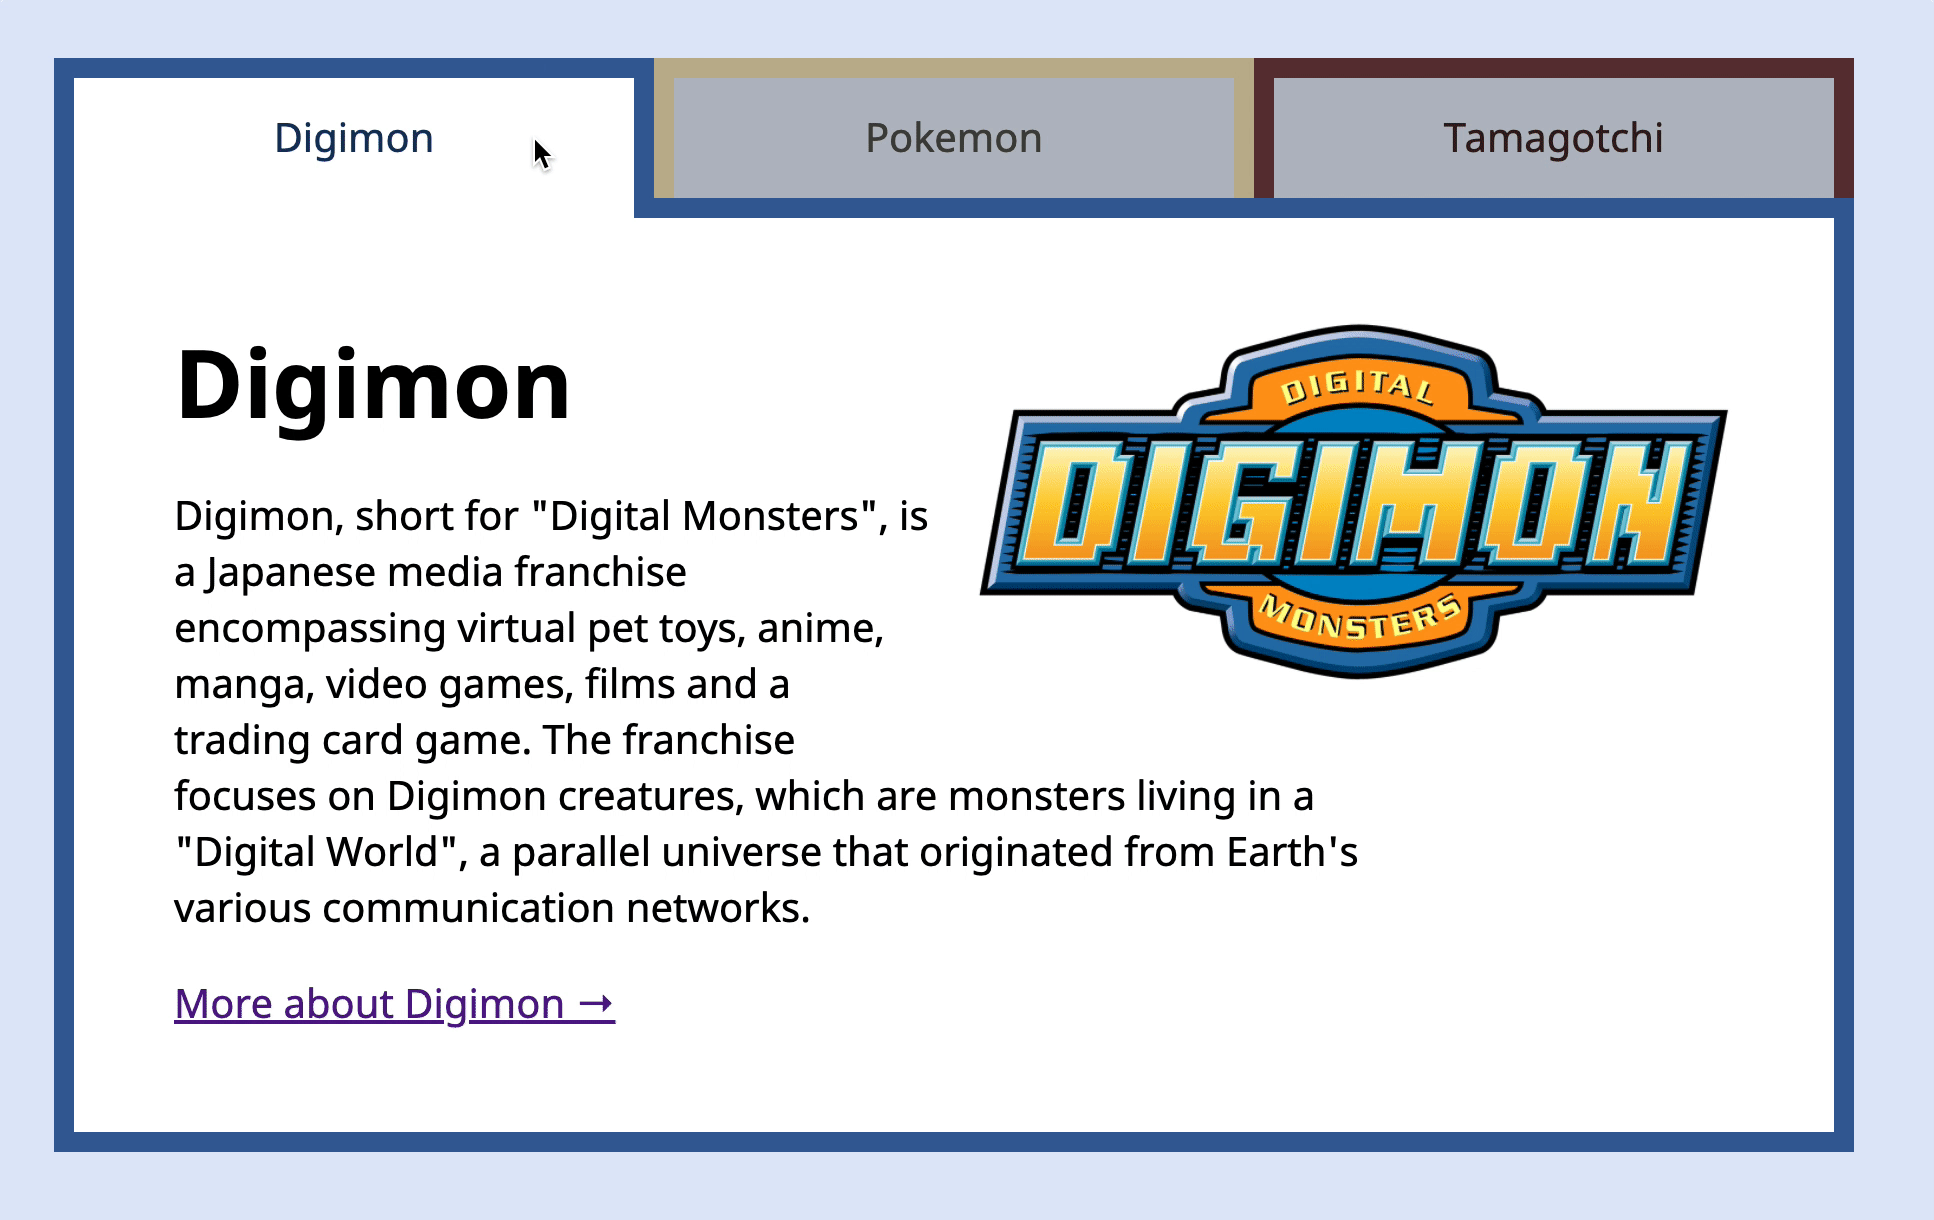 Digimon
Pokemon
Tamagotchi
Digimon
DIGITAL
DIGIMON
MONSTERS
Digimon, short for "Digital Monsters", is
a Japanese media franchise
encompassing virtual pet toys, anime,
manga, video games, films and a
trading card game. The franchise
focuses on Digimon creatures, which are monsters living in a
"Digital World", a parallel universe that originated from Earth's
various communication networks.
More about Digimon →